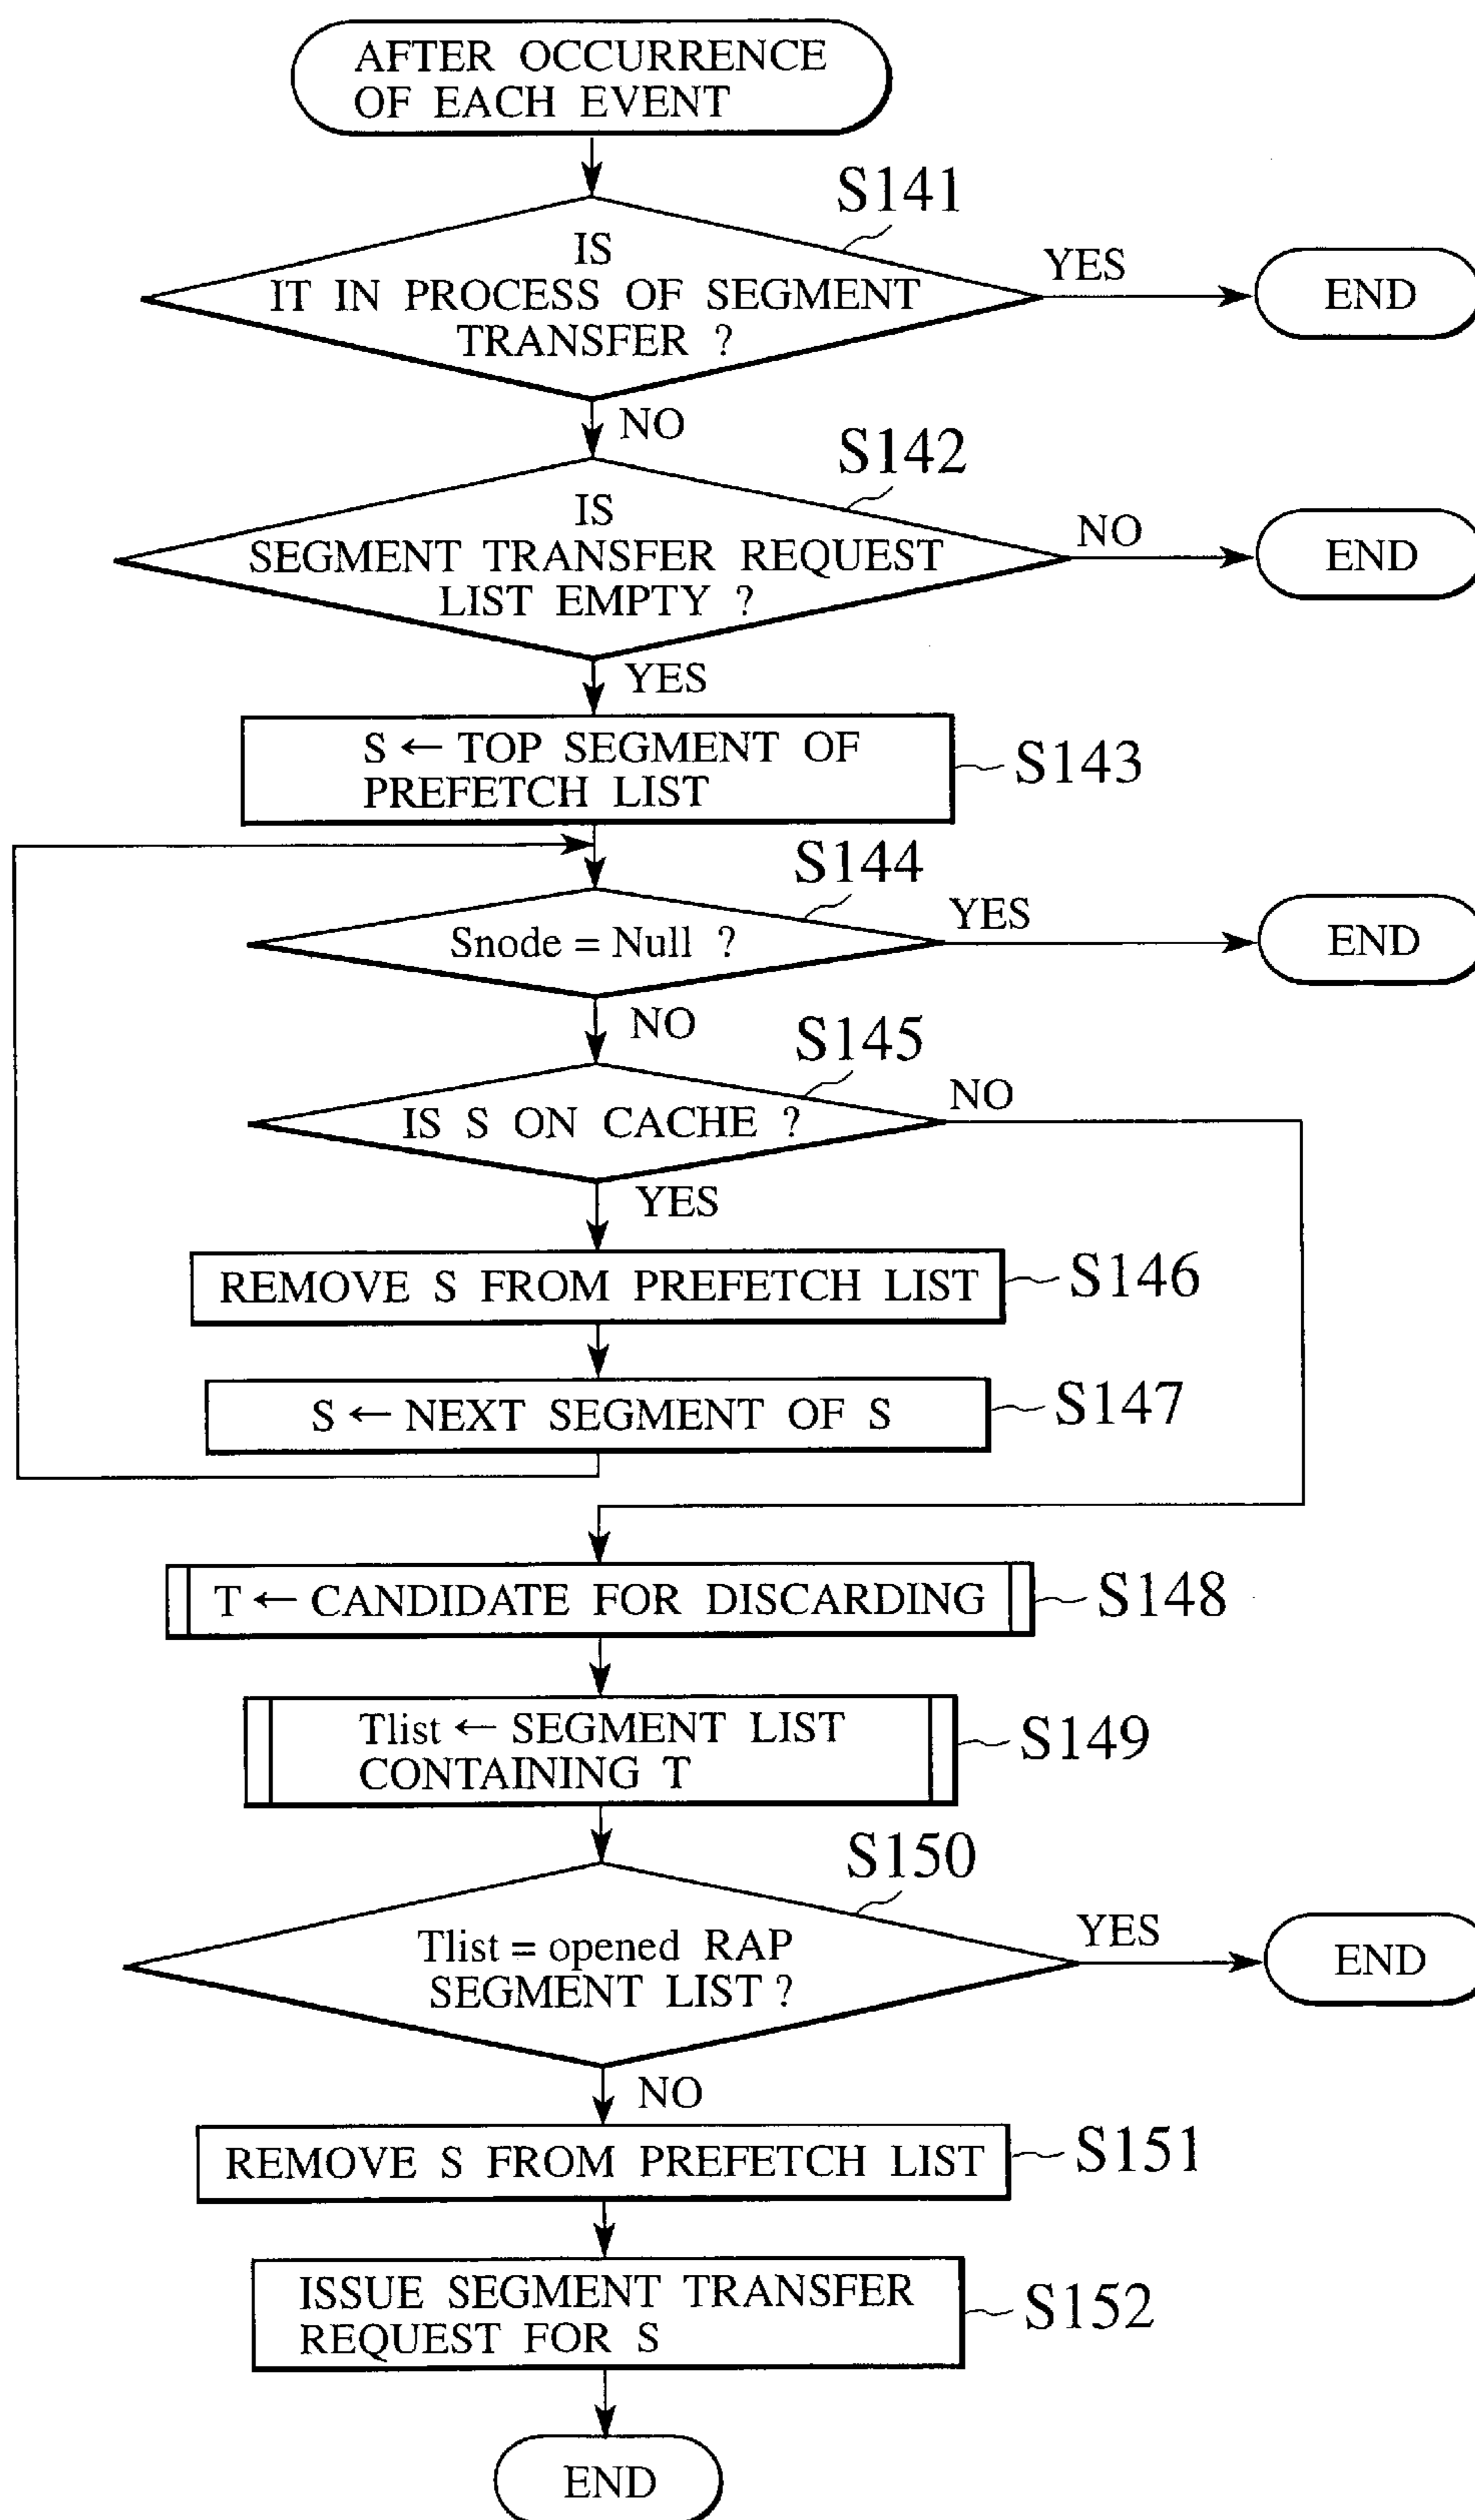 AFTER OCCURRENCE
OF EACH EVENT
S141
IS
IT IN PROCESS OF SEGMENT
TRANSFER ?
YES
END
NO
S142
IS
SEGMENT TRANSFER REQUEST
LIST EMPTY ?
NO
END
YES
S ← TOP SEGMENT OF
PREFETCH LIST
S143
S144
Snode = Null ?
YES
END
NO
S145
IS S ON CACHE ?
NO
YES
REMOVE S FROM PREFETCH LIST
S146
S ← NEXT SEGMENT OF S
S147
T ← CANDIDATE FOR DISCARDING
S148
Tlist ← SEGMENT LIST
CONTAINING T
S149
S150
Tlist = opened RAP
SEGMENT LIST ?
YES
END
NO
REMOVE S FROM PREFETCH LIST
S151
ISSUE SEGMENT TRANSFER
REQUEST FOR S
S152
END